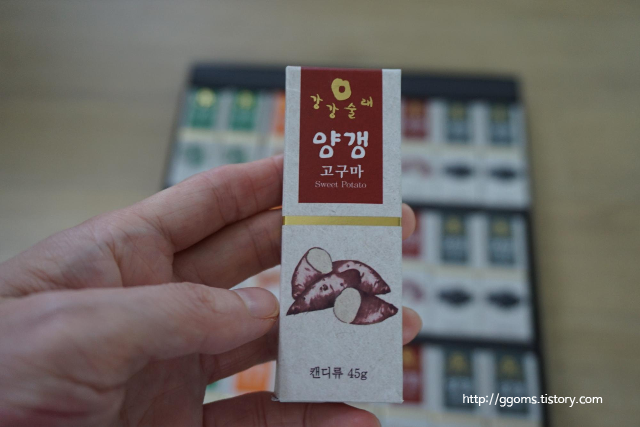 강강술래
양갱
고구마
Sweet Potato
캔디류 45g
http://ggoms.tistory.com